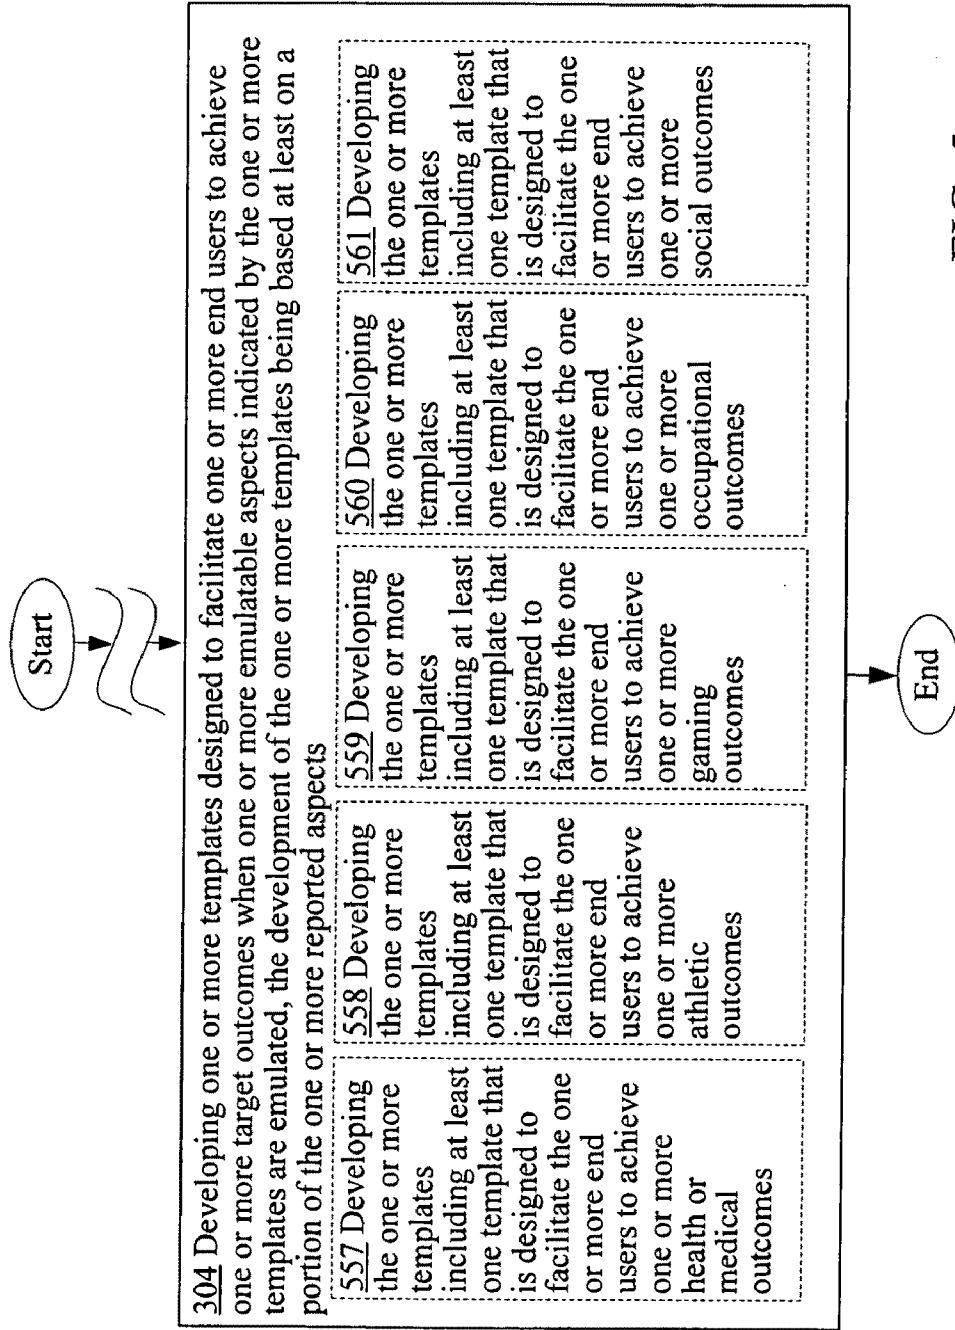 Start
304 Developing one or more templates designed to facilitate one or more end users to achieve
one or more target outcomes when one or more emulatable aspects indicated by the one or more
templates are emulated, the development of the one or more templates being based at least on a
portion of the one or more reported aspects
557 Developing
the one or more
templates
including at least
one template that
is designed to
facilitate the one
or more end
users to achieve
one or more
health or
medical
outcomes
558 Developing
the one or more
templates
including at least
one template that
is designed to
facilitate the one
or more end
users to achieve
one or more
athletic
outcomes
559 Developing
the one or more
templates
including at least
one template that
is designed to
facilitate the one
or more end
users to achieve
one or more
gaming
outcomes
560 Developing
the one or more
templates
including at least
one template that
is designed to
facilitate the one
or more end
users to achieve
one or more
occupational
outcomes
561 Developing
the one or more
templates
including at least
one template that
is designed to
facilitate the one
or more end
users to achieve
one or more
social outcomes
End